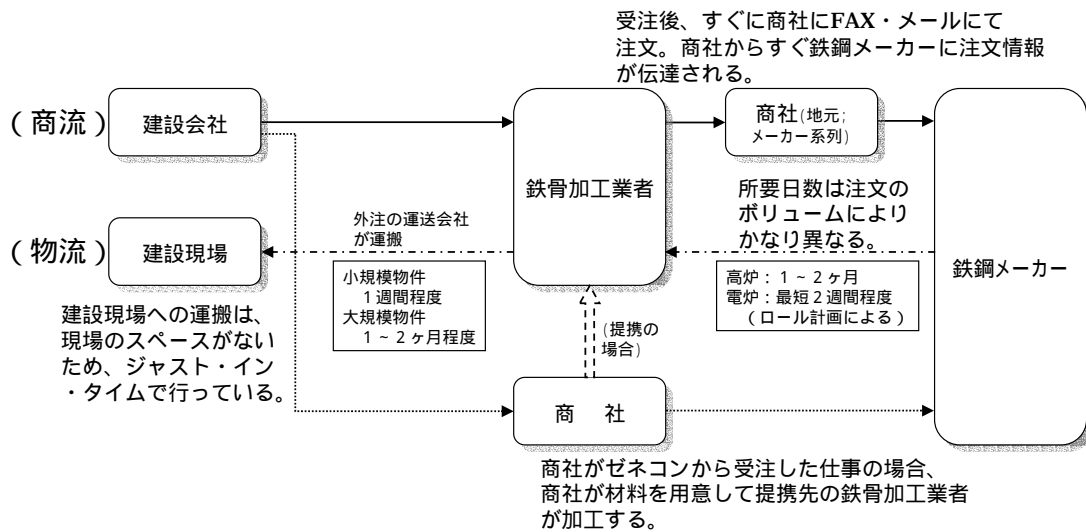 受注後、すぐに商社にFAX・メールにて
注文。商社からすぐ鉄鋼メーカーに注文情報
が伝達される。
(商流)
建設会社
商社(地元;
メーカー系列)
鉄骨加工業者
所要日数は注文の
ボリュームにより
かなり異なる。
外注の運送会社
が運搬
(物流)
建設現場
鉄鋼メーカー
小規模物件
1週間程度
大規模物件
1~2ヶ月程度
高炉:1~2ヶ月
電炉:最短2週間程度
(ロール計画による)
建設現場への運搬は、
現場のスペースがない
ため、ジャスト・イン
・タイムで行っている。
(提携の
場合)
商 社
商社がゼネコンから受注した仕事の場合、
商社が材料を用意して提携先の鉄骨加工業者
が加工する。